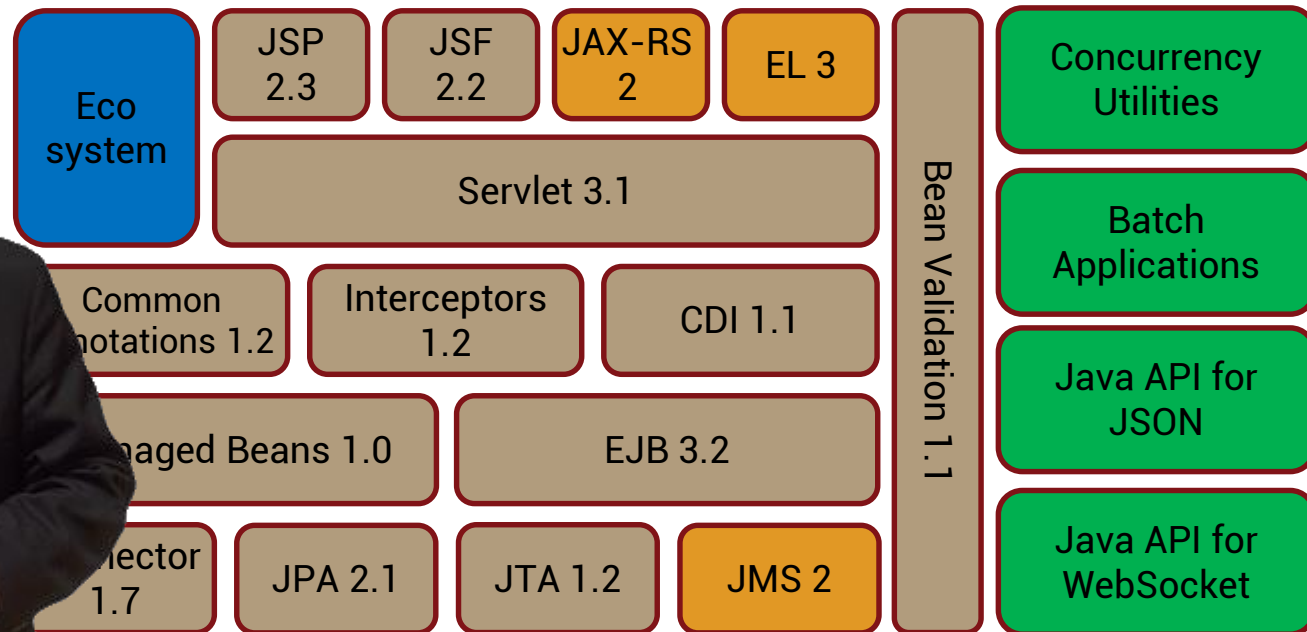 Eco
system
JSP
2.3
JSF
2.2
JAX-RS
2
EL 3
Servlet 3.1
Common
notations 1.2
Interceptors
1.2
CDI 1.1
naged Beans 1.0
EJB 3.2
nector
1.7
JPA 2.1
JTA 1.2
JMS 2
Bean Validation 1.1
Concurrency
Utilities
Batch
Applications
Java API for
JSON
Java API for
WebSocket